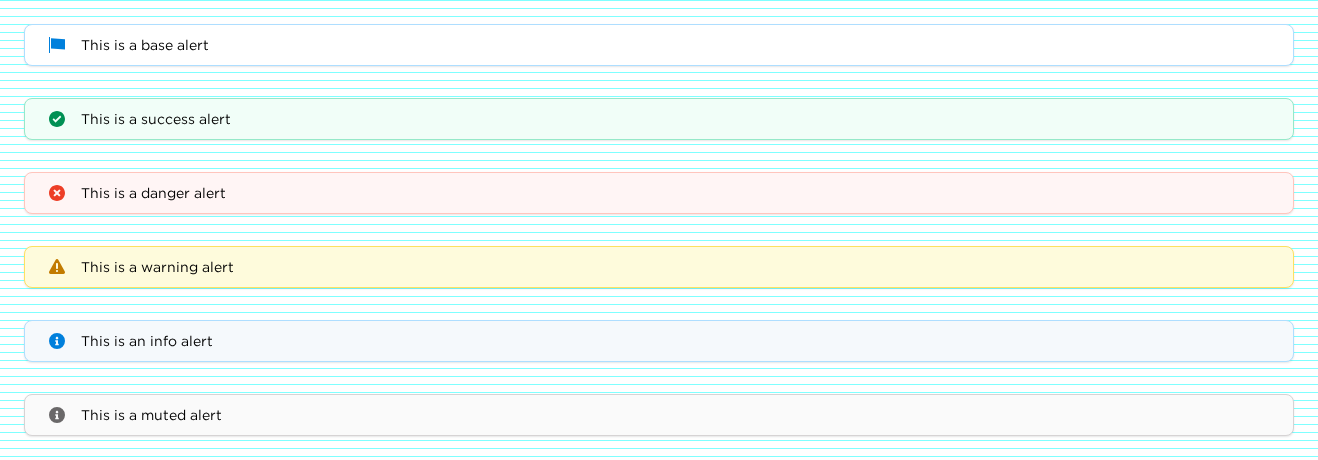 This is a base alert
This is a success alert
This is a danger alert
This is a warning alert
This is an info alert
This is a muted alert